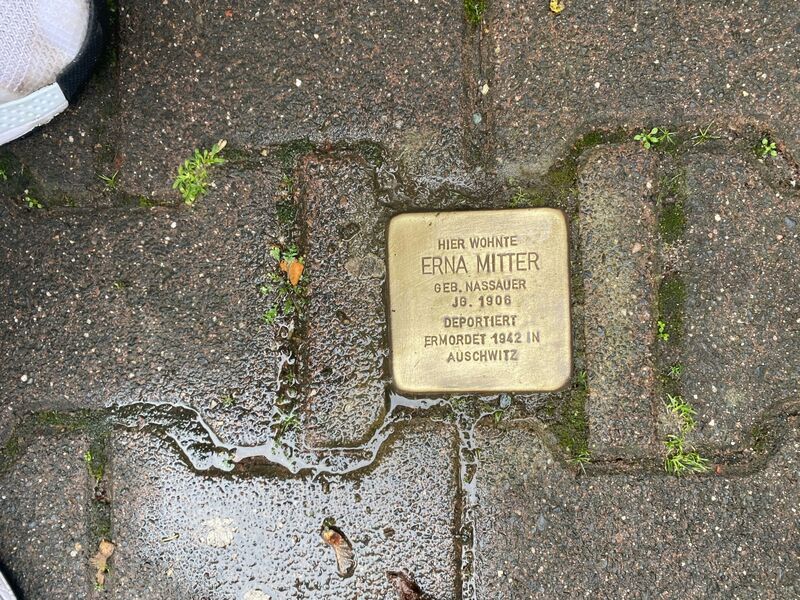 HIER WOHNTE
ERNA MITTER
GEB. NASSAUER
JG. 1906
DEPORTIERT
ERMORDET 1942 IN
AUSCHWITZ